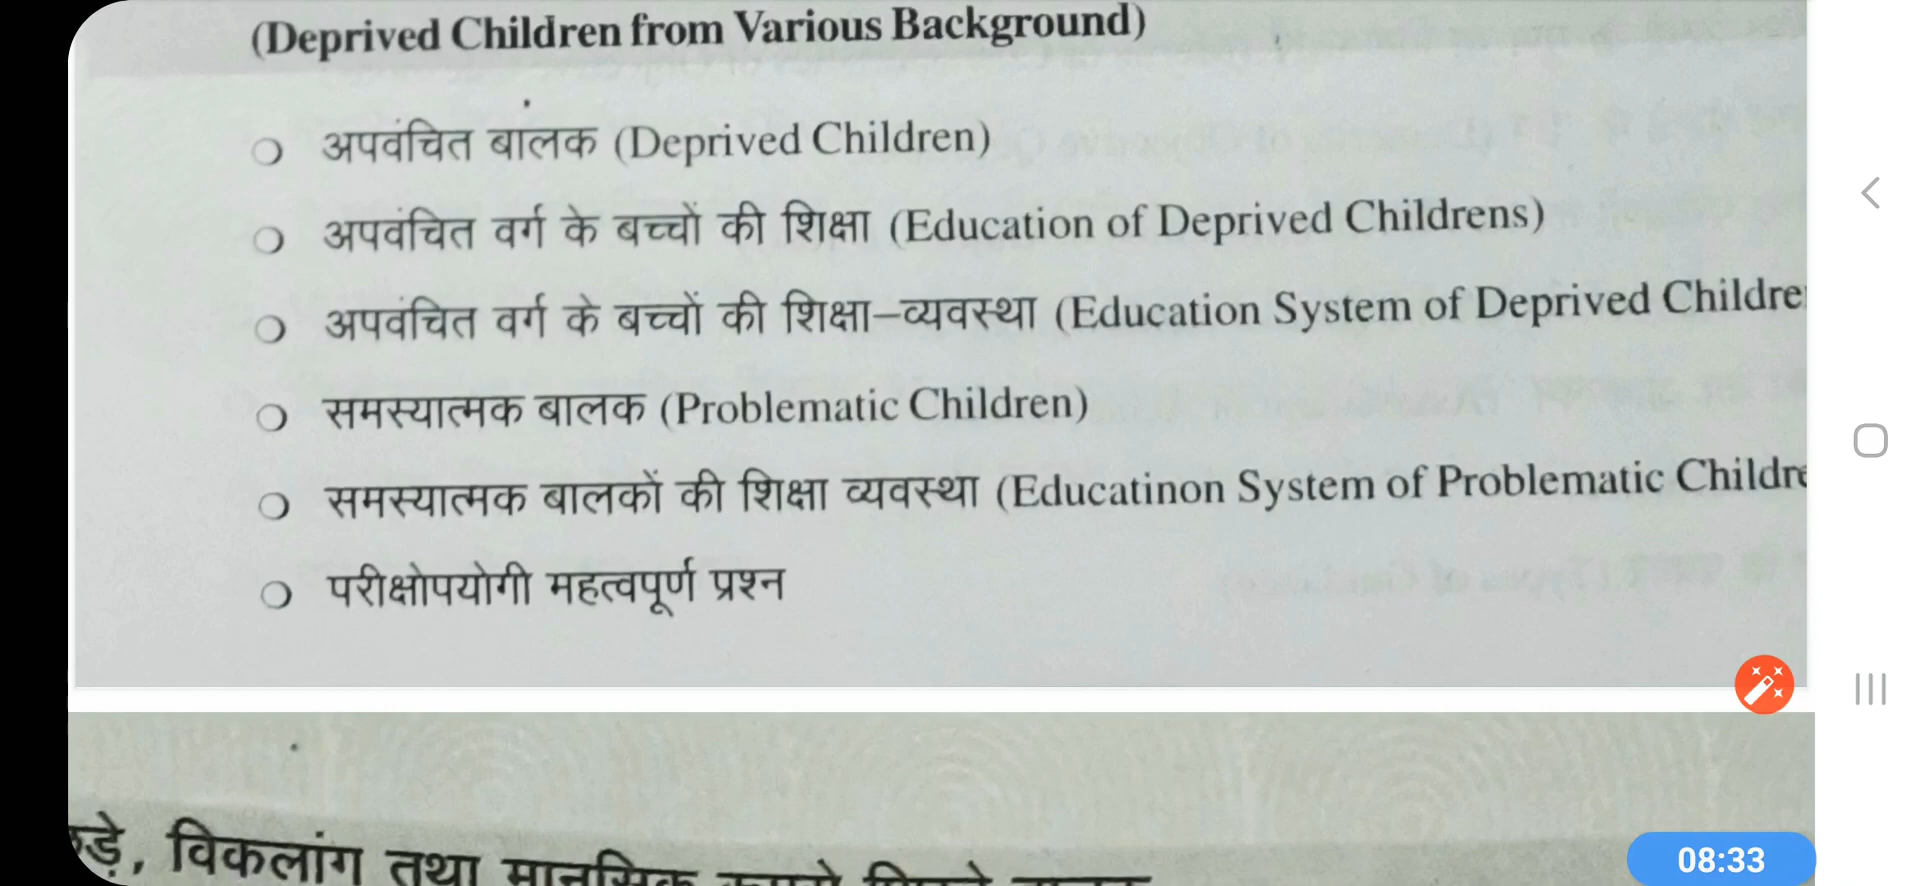 (Deprived Children from Various Background)
अपवंचित बालक (Deprived Children)
अपवंचित वर्ग के बच्चों की शिक्षा (Education of Deprived Childrens)
अपवंचित वर्ग के बच्चों की शिक्षा–व्यवस्था (Education System of Deprived
समस्यात्मक बालक (Problematic Children)
समस्यात्मक बालकों की शिक्षा व्यवस्था (Educatinon System of Problematic
परीक्षोपयोगी महत्वपूर्ण प्रश्न
विकलांग तथा मानसिक
08:33